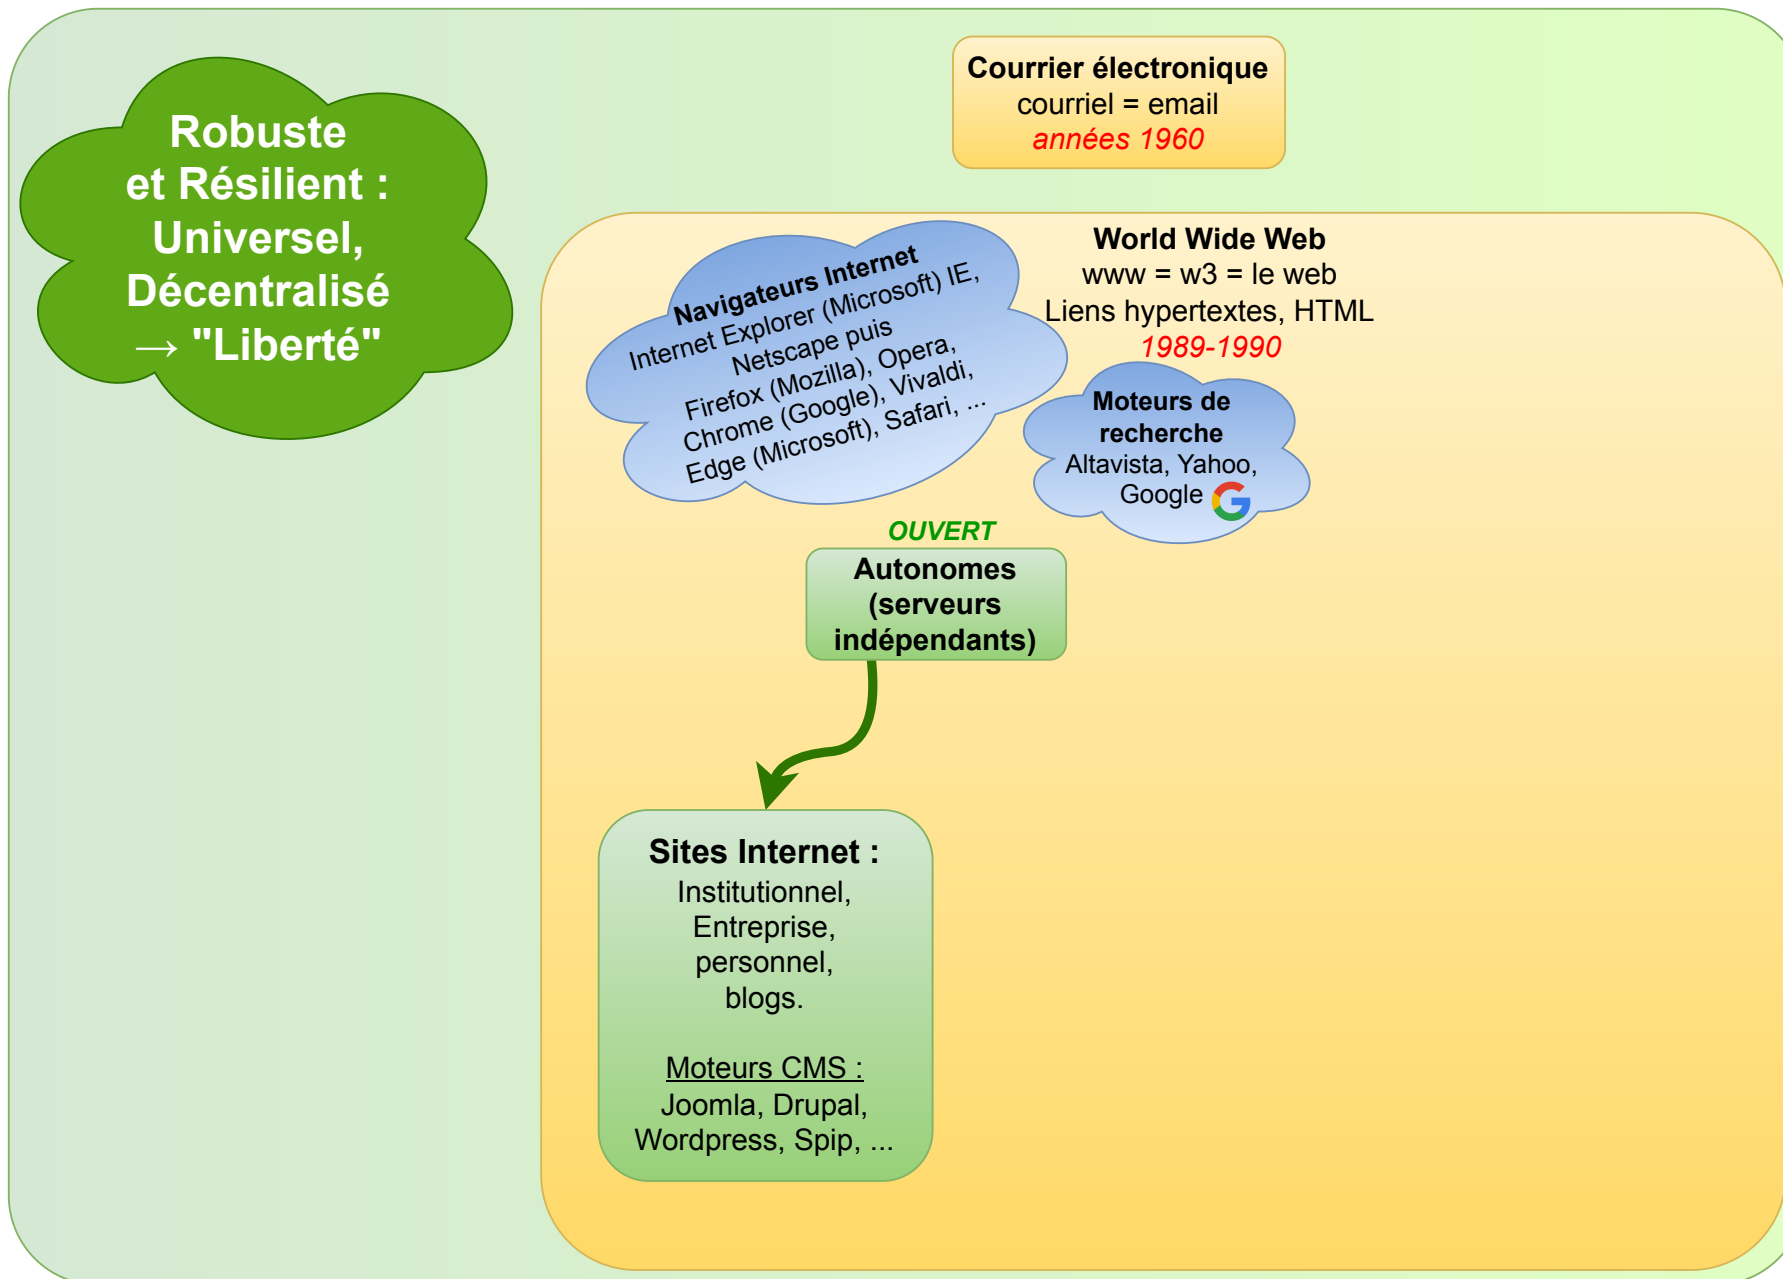 Robuste
et Résilient :
Universel,
Décentralisé
→ "Liberté"
Courrier électronique
courriel = email
années 1960
World Wide Web
www = w3 = le web
Liens hypertextes, HTML
1989-1990
Navigateurs Internet
Internet Explorer (Microsoft) IE,
Netscape puis
Firefox (Mozilla), Opera,
Chrome (Google), Vivaldi,
Edge (Microsoft), Safari, ...
Moteurs de
recherche
Altavista, Yahoo,
Google
OUVERT
Autonomes
(serveurs
indépendants)
Sites Internet :
Institutionnel,
Entreprise,
personnel,
blogs.
Moteurs CMS :
Joomla, Drupal,
Wordpress, Spip, ...